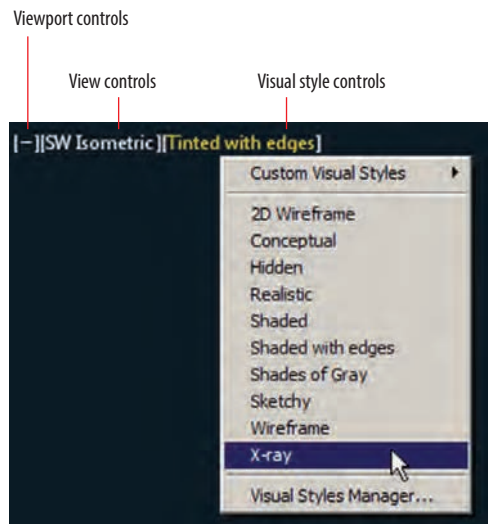 Viewport controls
View controls
Visual style controls
[−][SW Isometric][Tinted with edges]
Custom Visual Styles
2D Wireframe
Conceptual
Hidden
Realistic
Shaded
Shaded with edges
Shades of Gray
Sketchy
Wireframe
X-ray
Visual Styles Manager...